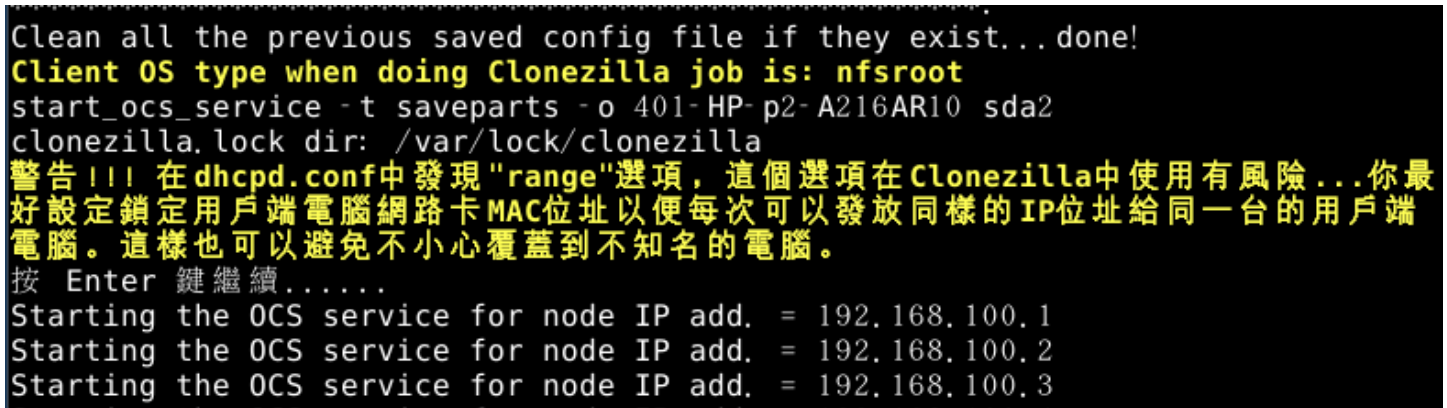 Clean all the previous saved config file if they exist...done!
Client OS type when doing Clonezilla job is: nfsroot
start_ocs_service -t saveparts -o 401-HP-p2-A216AR10 sda2
clonezilla.lock dir: /var/lock/clonezilla
警告!!! 在dhcpd.conf中發現"range"選項，這個選項在Clonezilla中使用有風險...你最
好設定鎖定用戶端電腦網路卡MAC位址以便每次可以發放同樣的IP位址給同一台的用戶端
電腦。這樣也可以避免不小心覆蓋到不知名的電腦。
按 Enter 鍵繼續......
Starting the OCS service for node IP add. = 192.168.100.1
Starting the OCS service for node IP add. = 192.168.100.2
Starting the OCS service for node IP add. = 192.168.100.3